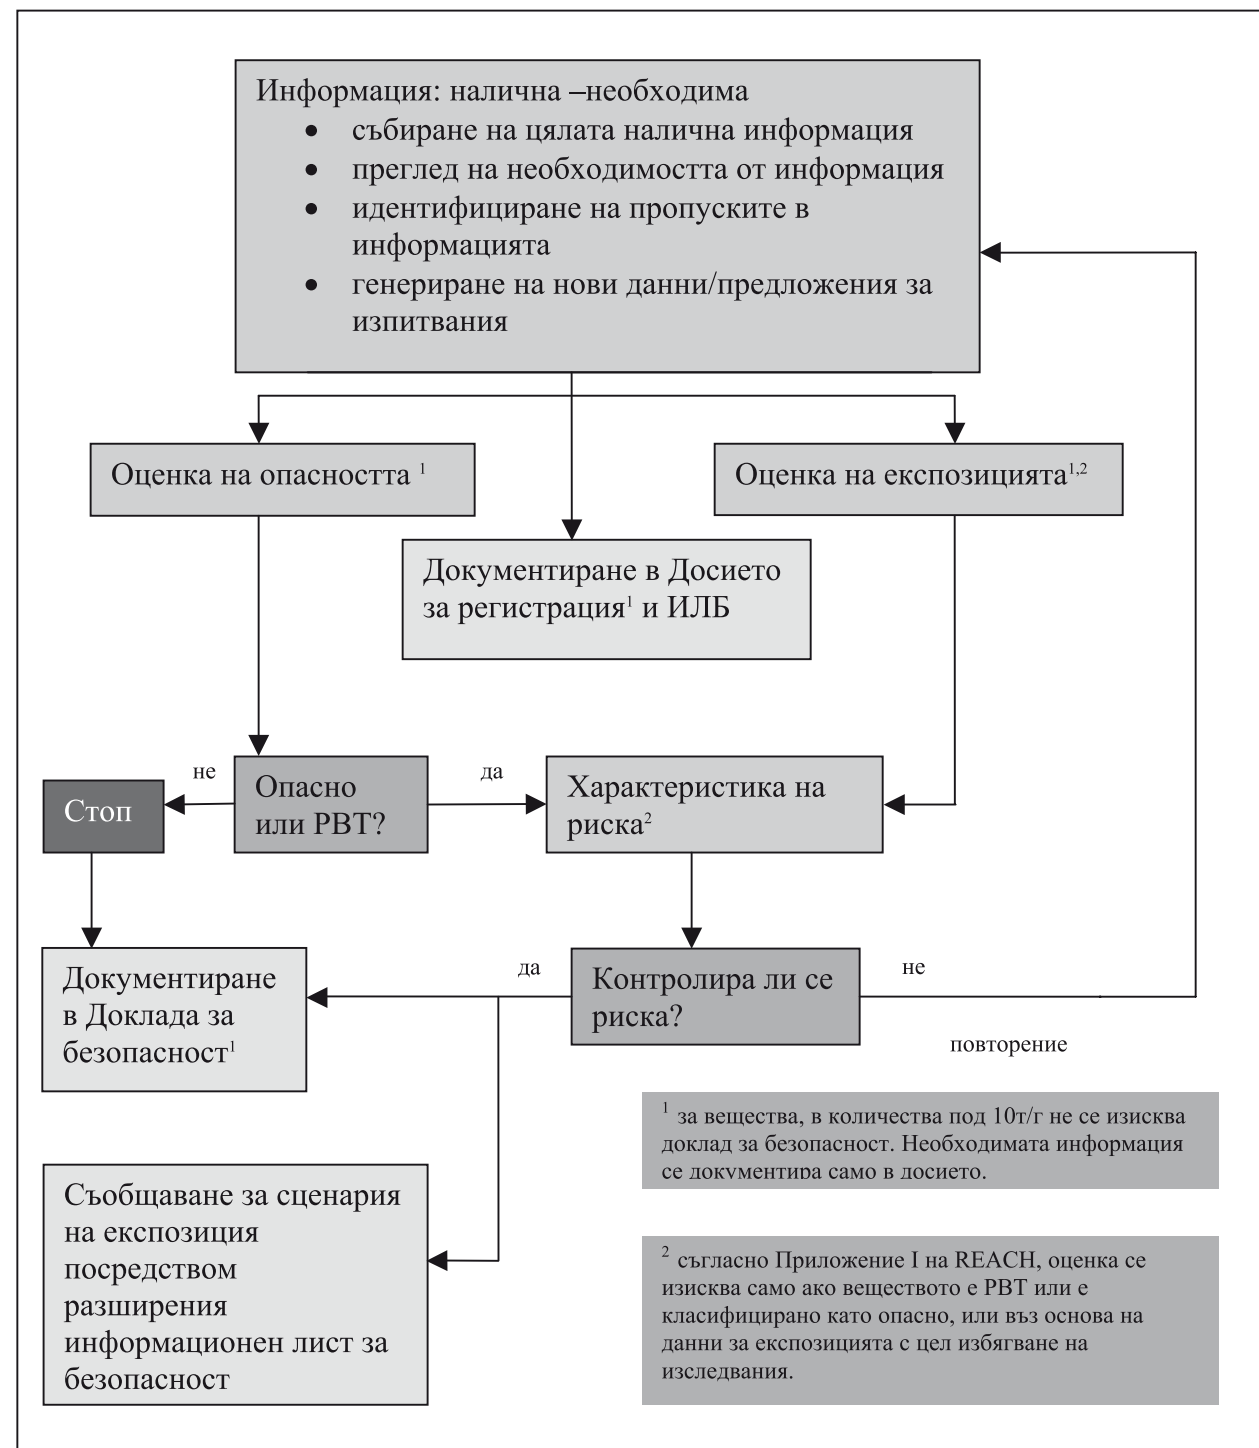 Информация: налична –необходима
• събиране на цялата налична информация
• преглед на необходимостта от информация
• идентифициране на пропуските в
информацията
• генериране на нови данни/предложения за
изпитвания
Оценка на опасността ¹
Оценка на експозицията¹,²
Документиране в Досието
за регистрация¹ и ИЛБ
не
да
Стоп
Опасно
или PBT?
Характеристика на
риска²
Документиране
в Доклада за
безопасност¹
да
Контролира ли се
риска?
не
повторение
Съобщаване за сценария
на експозиция
посредством
разширения
информационен лист за
безопасност
¹ за вещества, в количества под 10т/г не се изисква
доклад за безопасност. Необходимата информация
се документира само в досието.
² съгласно Приложение I на REACH, оценка се
изисква само ако веществото е PBT или е
класифицирано като опасно, или въз основа на
данни за експозицията с цел избягване на
изследвания.